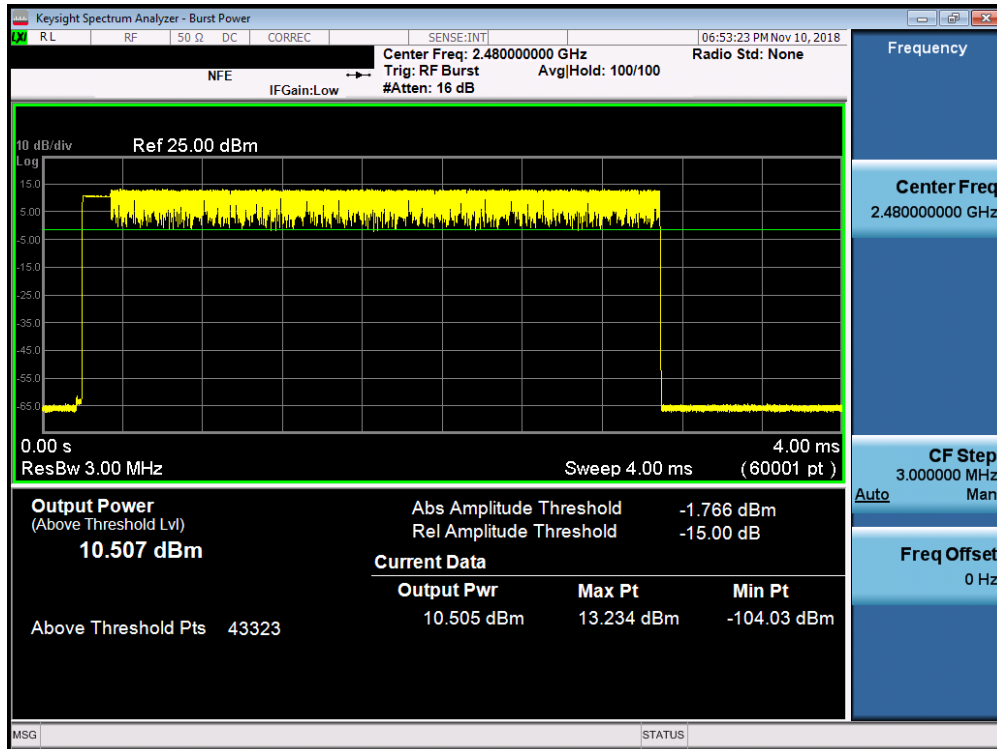 Keysight Spectrum Analyzer - Burst Power
LXI RL RF 50 Ω DC CORREC SENSE:INT 06:53:23 PM Nov 10, 2018
Center Freq: 2.480000000 GHz Radio Std: None
NFE Trig: RF Burst Avg|Hold: 100/100
IFGain:Low #Atten: 16 dB
10 dB/div Ref 25.00 dBm
Log
15.0
5.00
-5.00
-15.0
-25.0
-35.0
-45.0
-55.0
-65.0
0.00 s 4.00 ms
ResBw 3.00 MHz Sweep 4.00 ms (60001 pt)
Output Power
(Above Threshold Lvl)
10.507 dBm
Above Threshold Pts 43323
Abs Amplitude Threshold -1.766 dBm
Rel Amplitude Threshold -15.00 dB
Current Data
Output Pwr Max Pt Min Pt
10.505 dBm 13.234 dBm -104.03 dBm
Frequency
Center Freq
2.480000000 GHz
CF Step
3.000000 MHz
Auto Man
Freq Offset
0 Hz
MSG STATUS